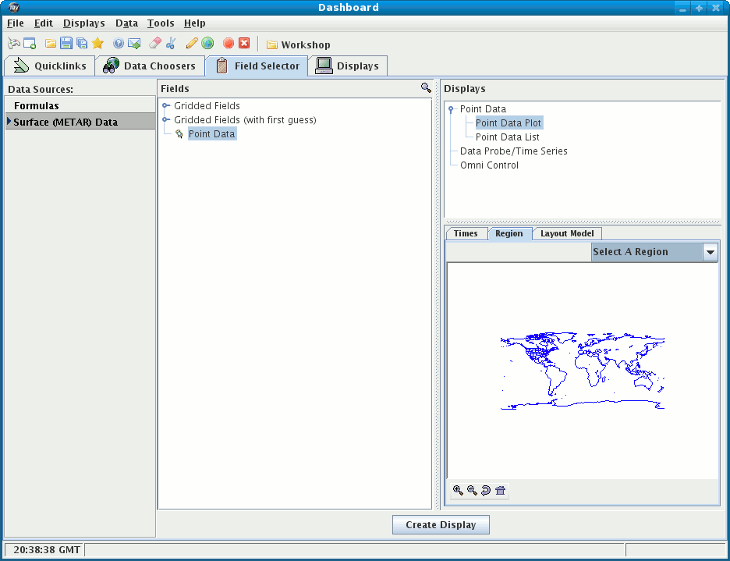 Dashboard
File Edit Displays Data Tools Help
Workshop
Quicklinks Data Choosers Field Selector Displays
Data Sources:
Formulas
Surface (METAR) Data
Fields
Gridded Fields
Gridded Fields (with first guess)
Point Data
Displays
Point Data
Point Data Plot
Point Data List
Data Probe/Time Series
Omni Control
Times Region Layout Model
Select A Region
Create Display
20:38:38 GMT